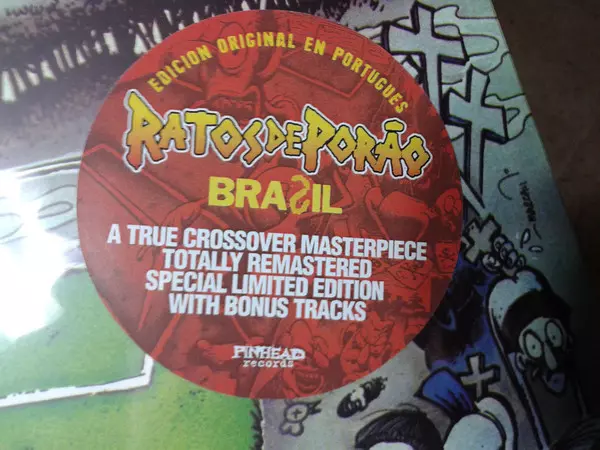 EDICION ORIGINAL EN PORTUGUES
RATOS DE PORÃO
BRASIL
A TRUE CROSSOVER MASTERPIECE
TOTALLY REMASTERED
SPECIAL LIMITED EDITION
WITH BONUS TRACKS
PINHEAD
records